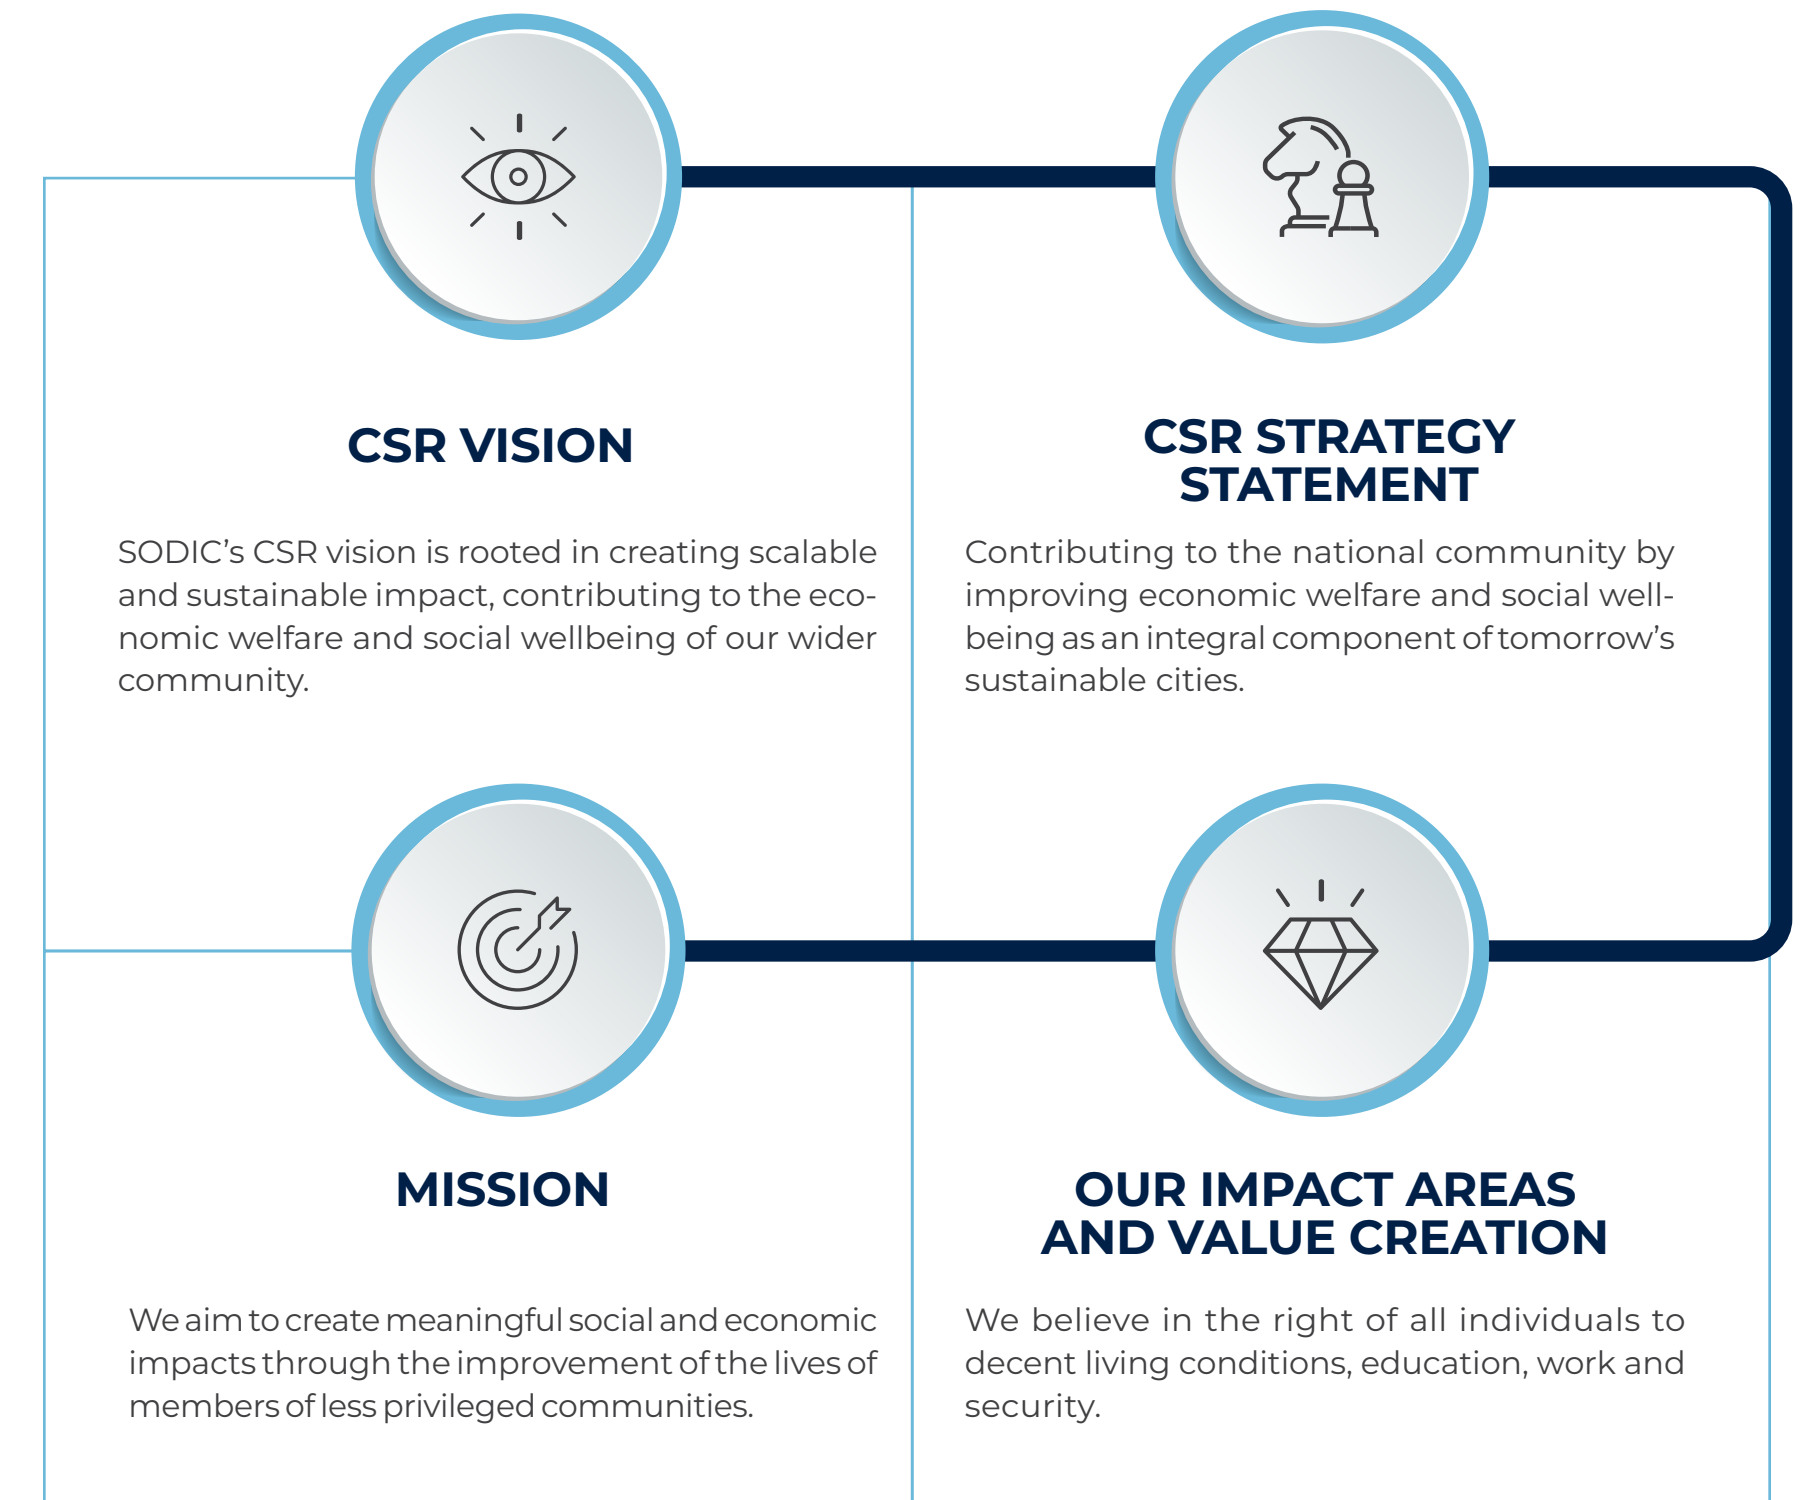 CSR VISION
SODIC’s CSR vision is rooted in creating scalable
and sustainable impact, contributing to the eco-
nomic welfare and social wellbeing of our wider
community.
CSR STRATEGY
STATEMENT
Contributing to the national community by
improving economic welfare and social well-
being as an integral component of tomorrow’s
sustainable cities.
MISSION
We aim to create meaningful social and economic
impacts through the improvement of the lives of
members of less privileged communities.
OUR IMPACT AREAS
AND VALUE CREATION
We believe in the right of all individuals to
decent living conditions, education, work and
security.